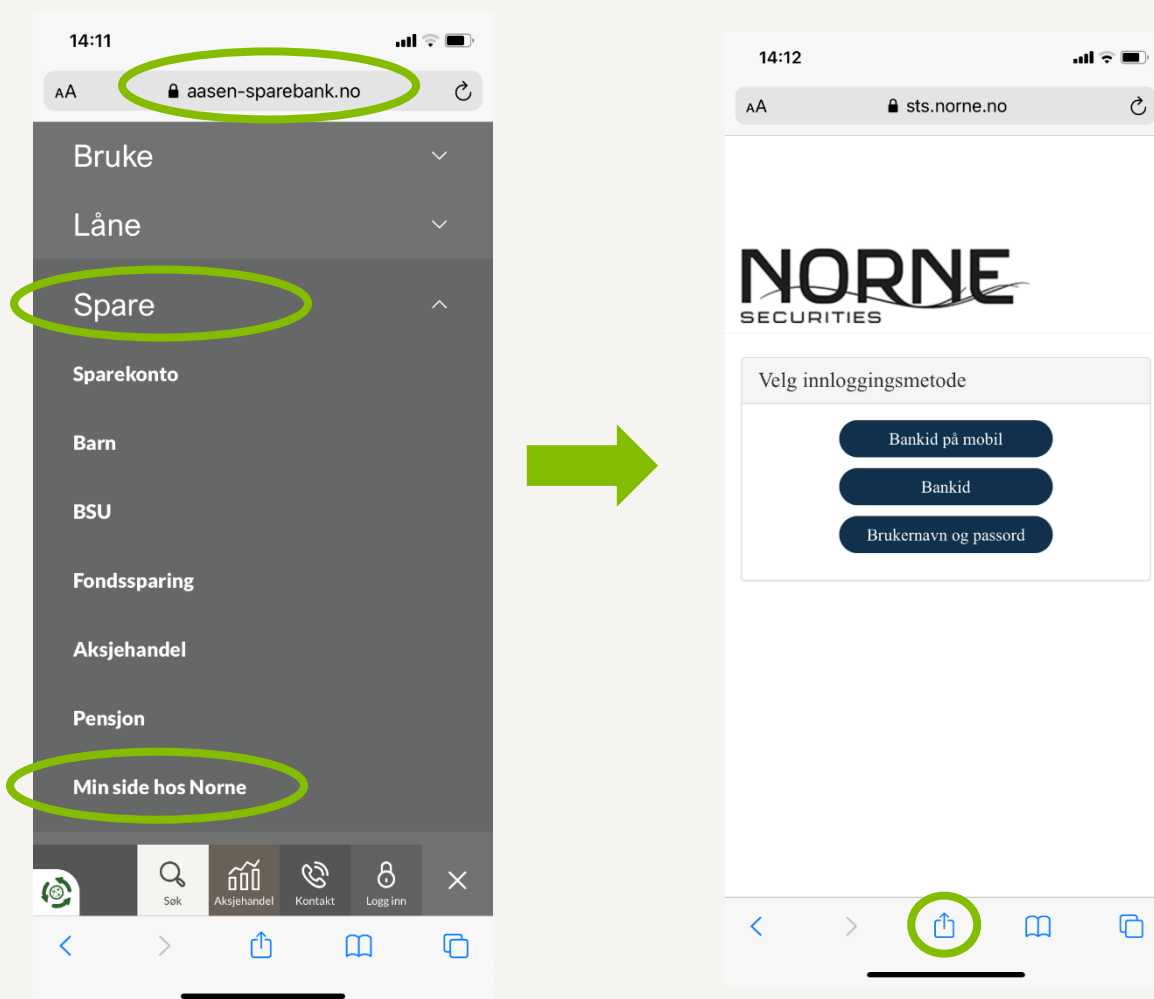 14:11
AA aasen-sparebank.no
Bruke
Låne
Spare
Sparekonto
Barn
BSU
Fondssparing
Aksjehandel
Pensjon
Min side hos Norne
Søk Aksjehandel Kontakt Logg inn
14:12
AA sts.norne.no
NORNE
SECURITIES
Velg innloggingsmetode
Bankid på mobil
Bankid
Brukernavn og passord